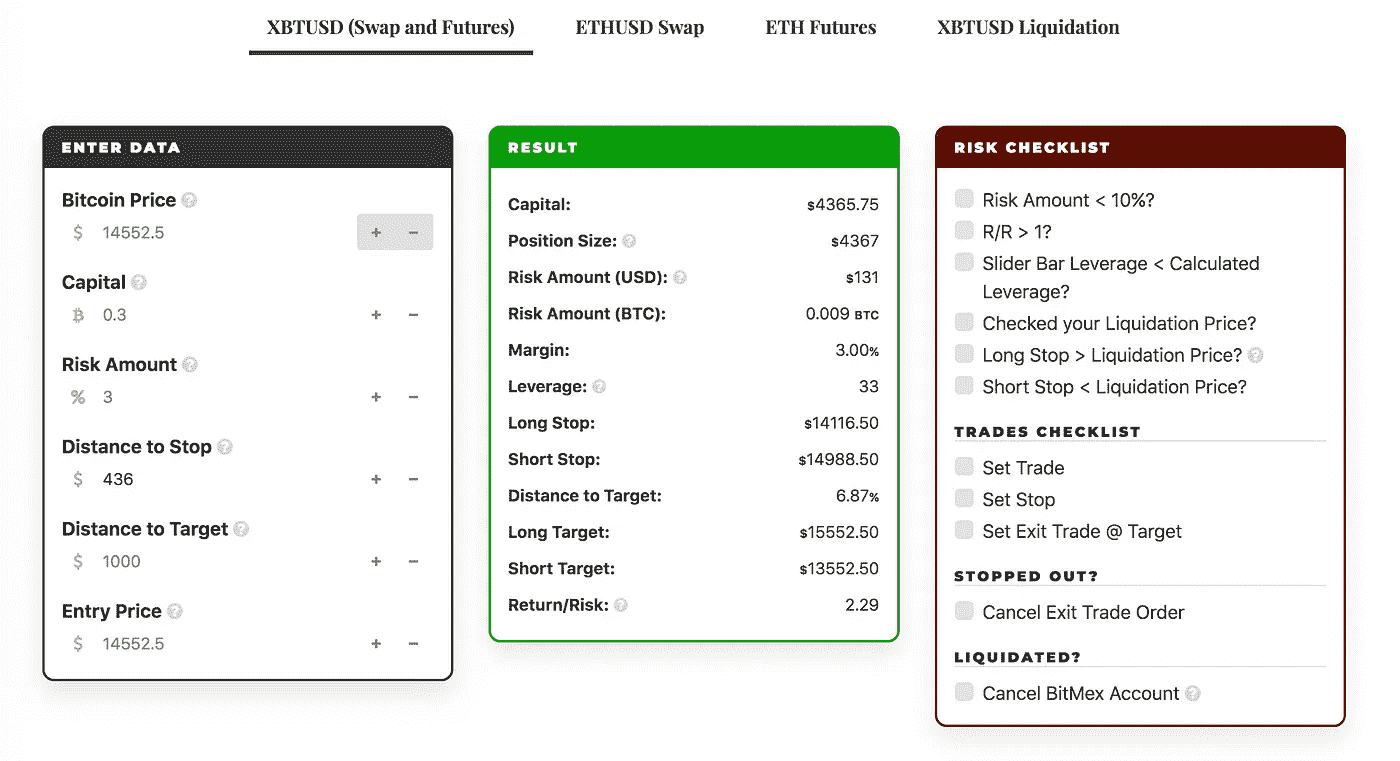 XBTUSD (Swap and Futures) ETHUSD Swap ETH Futures XBTUSD Liquidation
ENTER DATA
Bitcoin Price ?
$ 14552.5 + −
Capital ?
₿ 0.3 + −
Risk Amount ?
% 3 + −
Distance to Stop ?
$ 436 + −
Distance to Target ?
$ 1000 + −
Entry Price ?
$ 14552.5 + −
RESULT
Capital: $4365.75
Position Size: ? $4367
Risk Amount (USD): ? $131
Risk Amount (BTC): 0.009 BTC
Margin: 3.00%
Leverage: ? 33
Long Stop: $14116.50
Short Stop: $14988.50
Distance to Target: 6.87%
Long Target: $15552.50
Short Target: $13552.50
Return/Risk: ? 2.29
RISK CHECKLIST
Risk Amount < 10%?
R/R > 1?
Slider Bar Leverage < Calculated
Leverage?
Checked your Liquidation Price?
Long Stop > Liquidation Price? ?
Short Stop < Liquidation Price?
TRADES CHECKLIST
Set Trade
Set Stop
Set Exit Trade @ Target
STOPPED OUT?
Cancel Exit Trade Order
LIQUIDATED?
Cancel BitMex Account ?